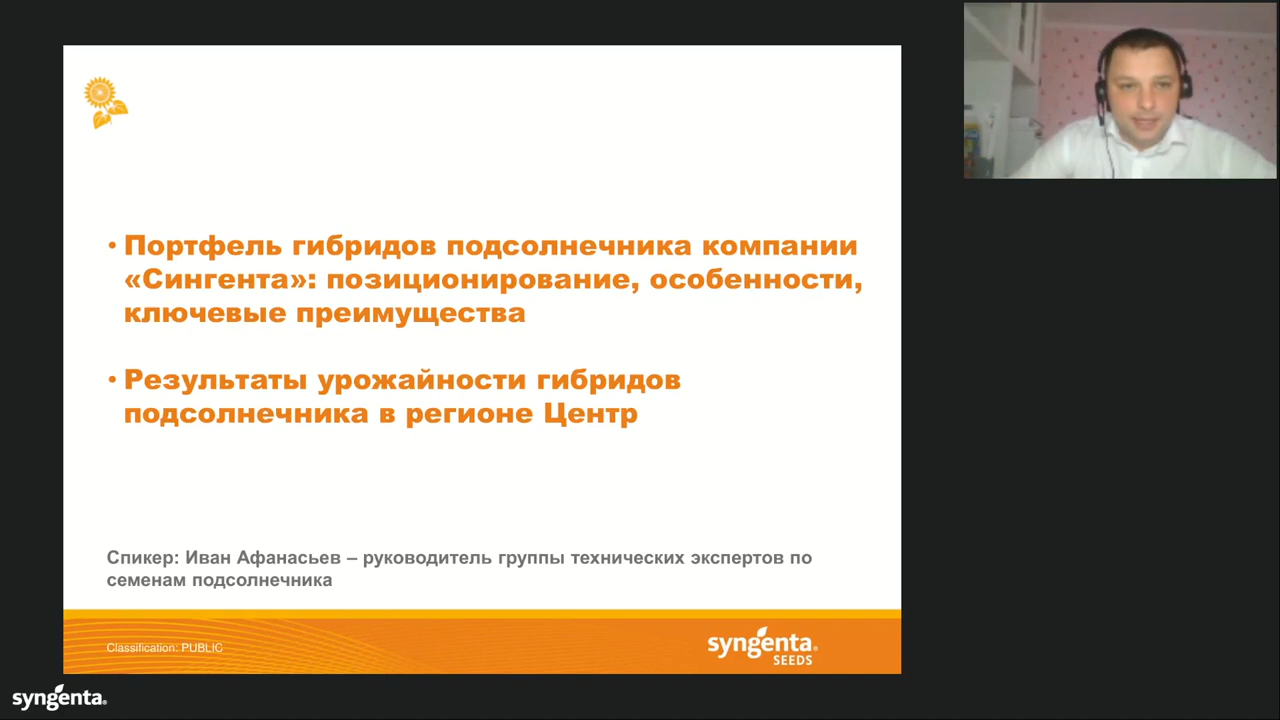 • Портфель гибридов подсолнечника компании
«Сингента»: позиционирование, особенности,
ключевые преимущества
• Результаты урожайности гибридов
подсолнечника в регионе Центр
Спикер: Иван Афанасьев – руководитель группы технических экспертов по
семенам подсолнечника
Classification: PUBLIC
syngenta.
SEEDS
syngenta.